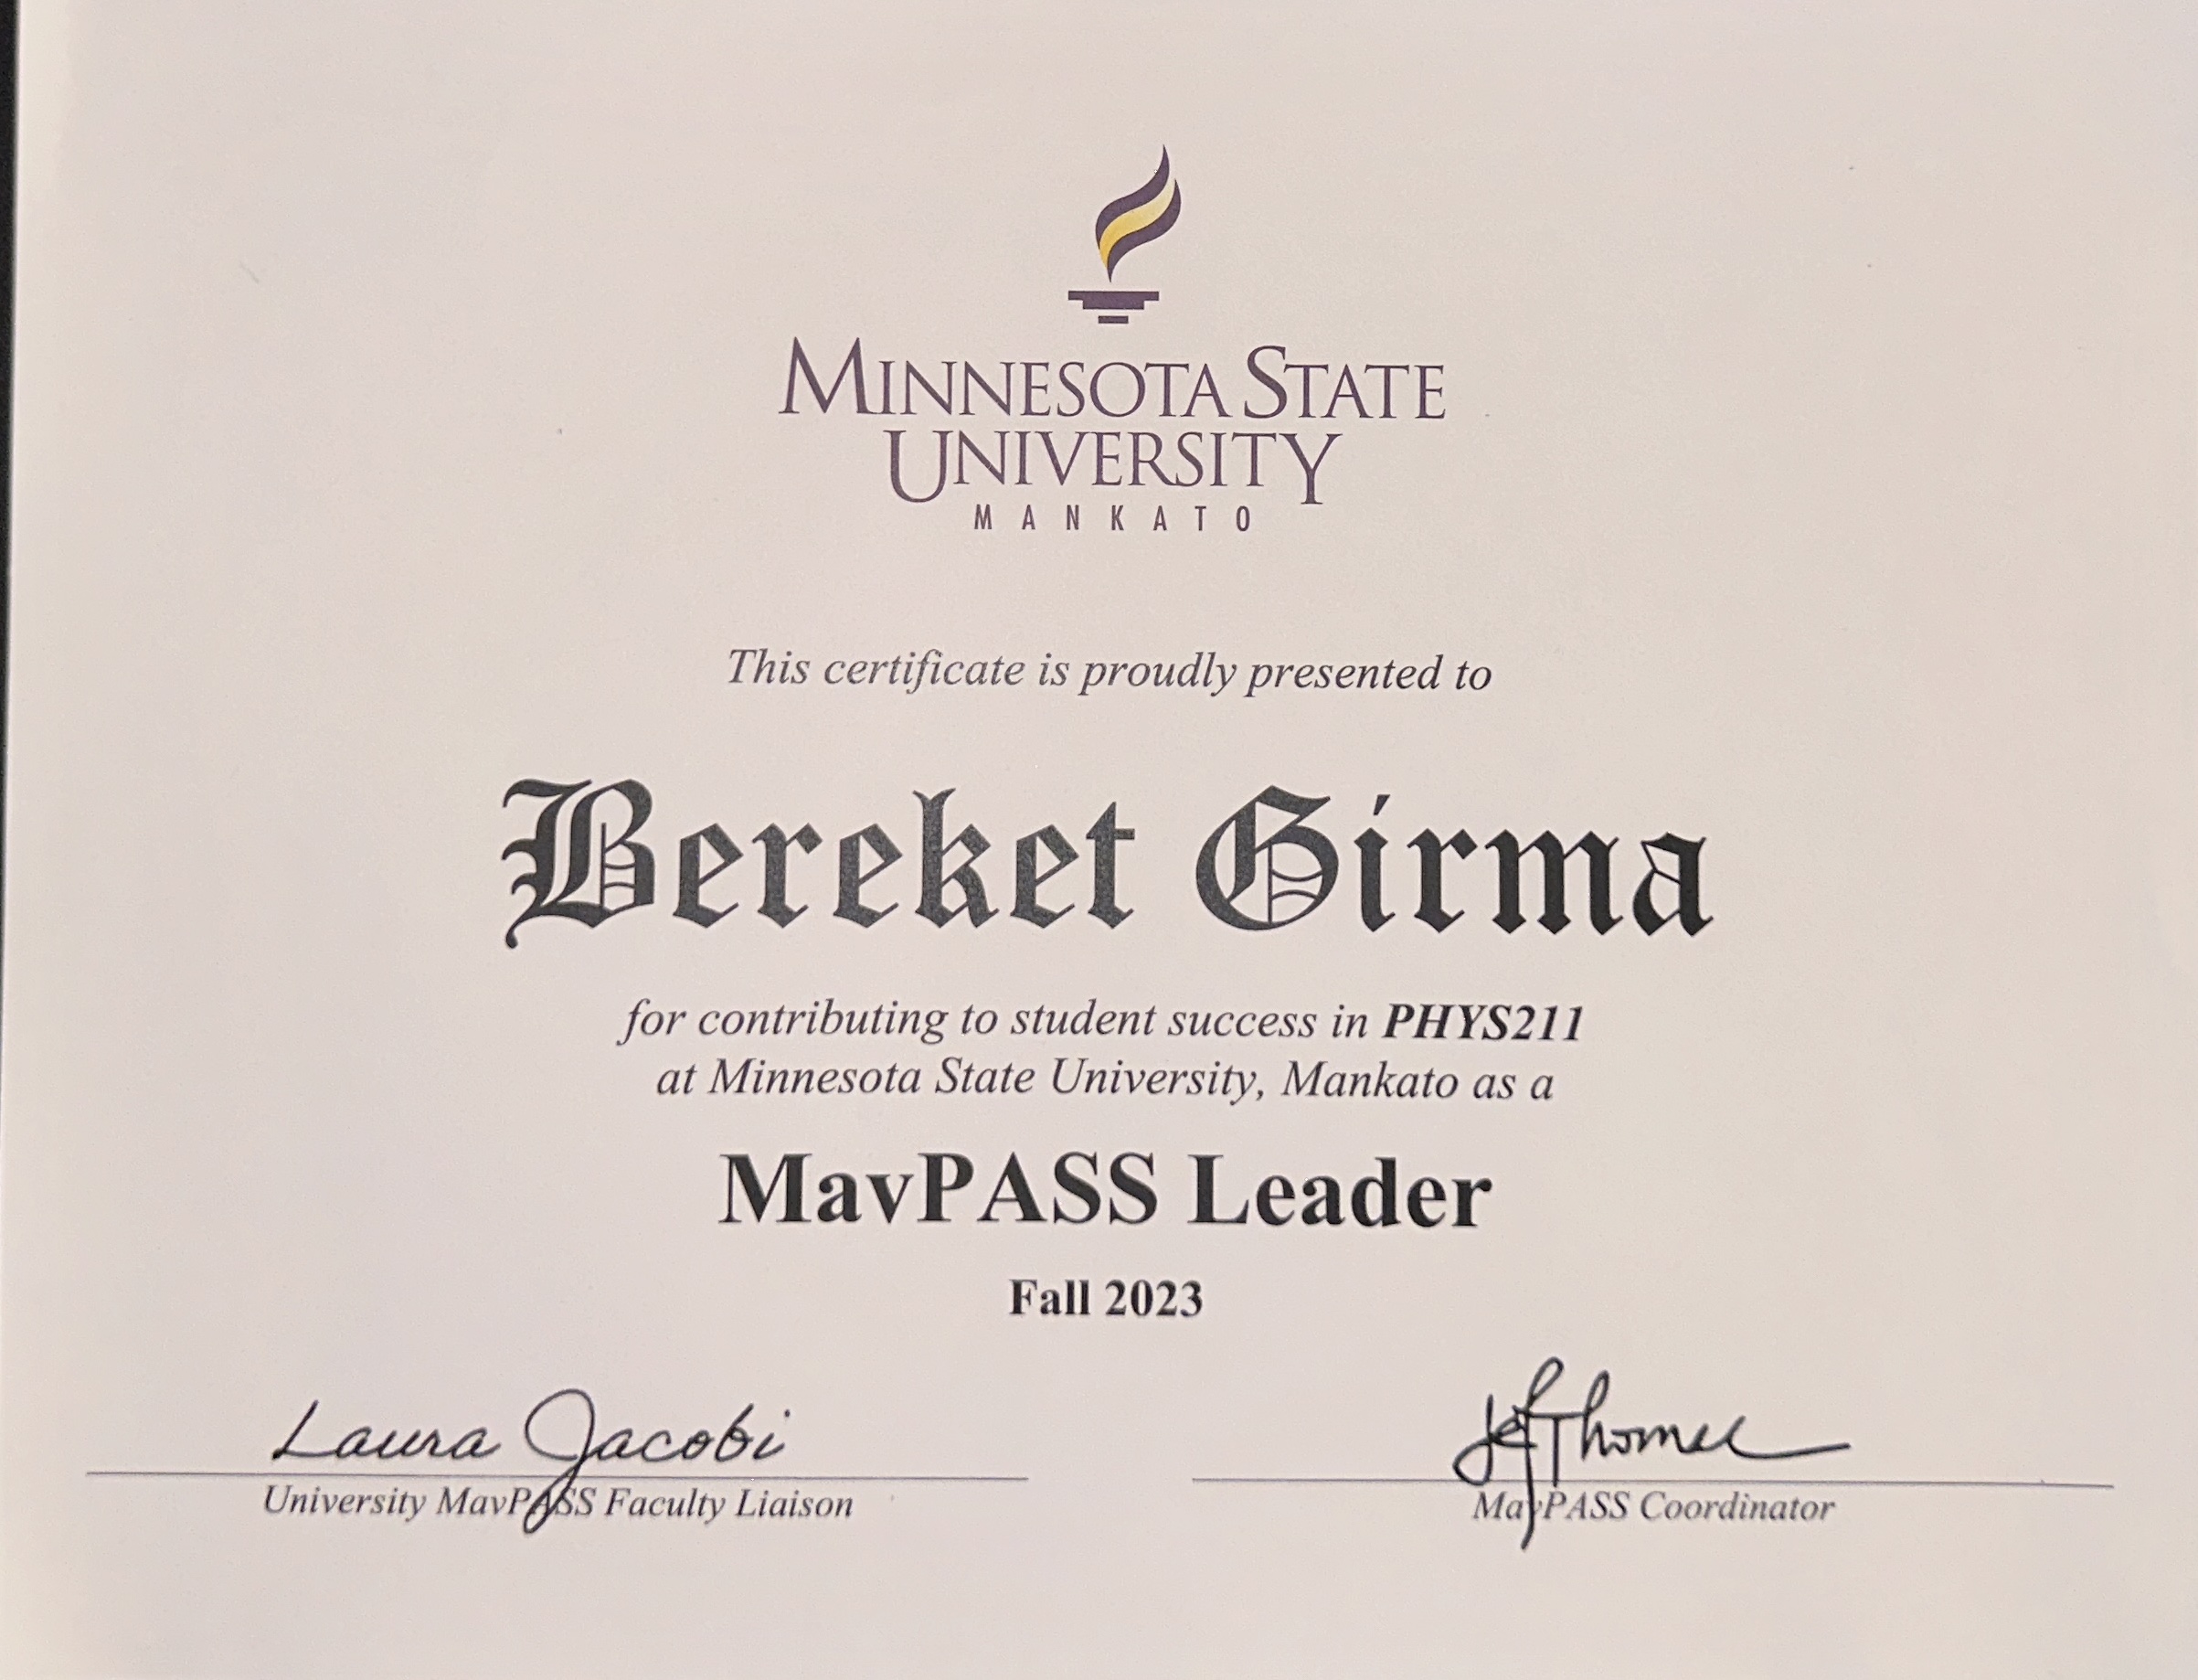 MINNESOTA STATE
UNIVERSITY
MANKATO
This certificate is proudly presented to
Bereket Girma
for contributing to student success in PHYS211
at Minnesota State University, Mankato as a
MavPASS Leader
Fall 2023
Laura Jacobi
University MavPASS Faculty Liaison
Thomas
MavPASS Coordinator